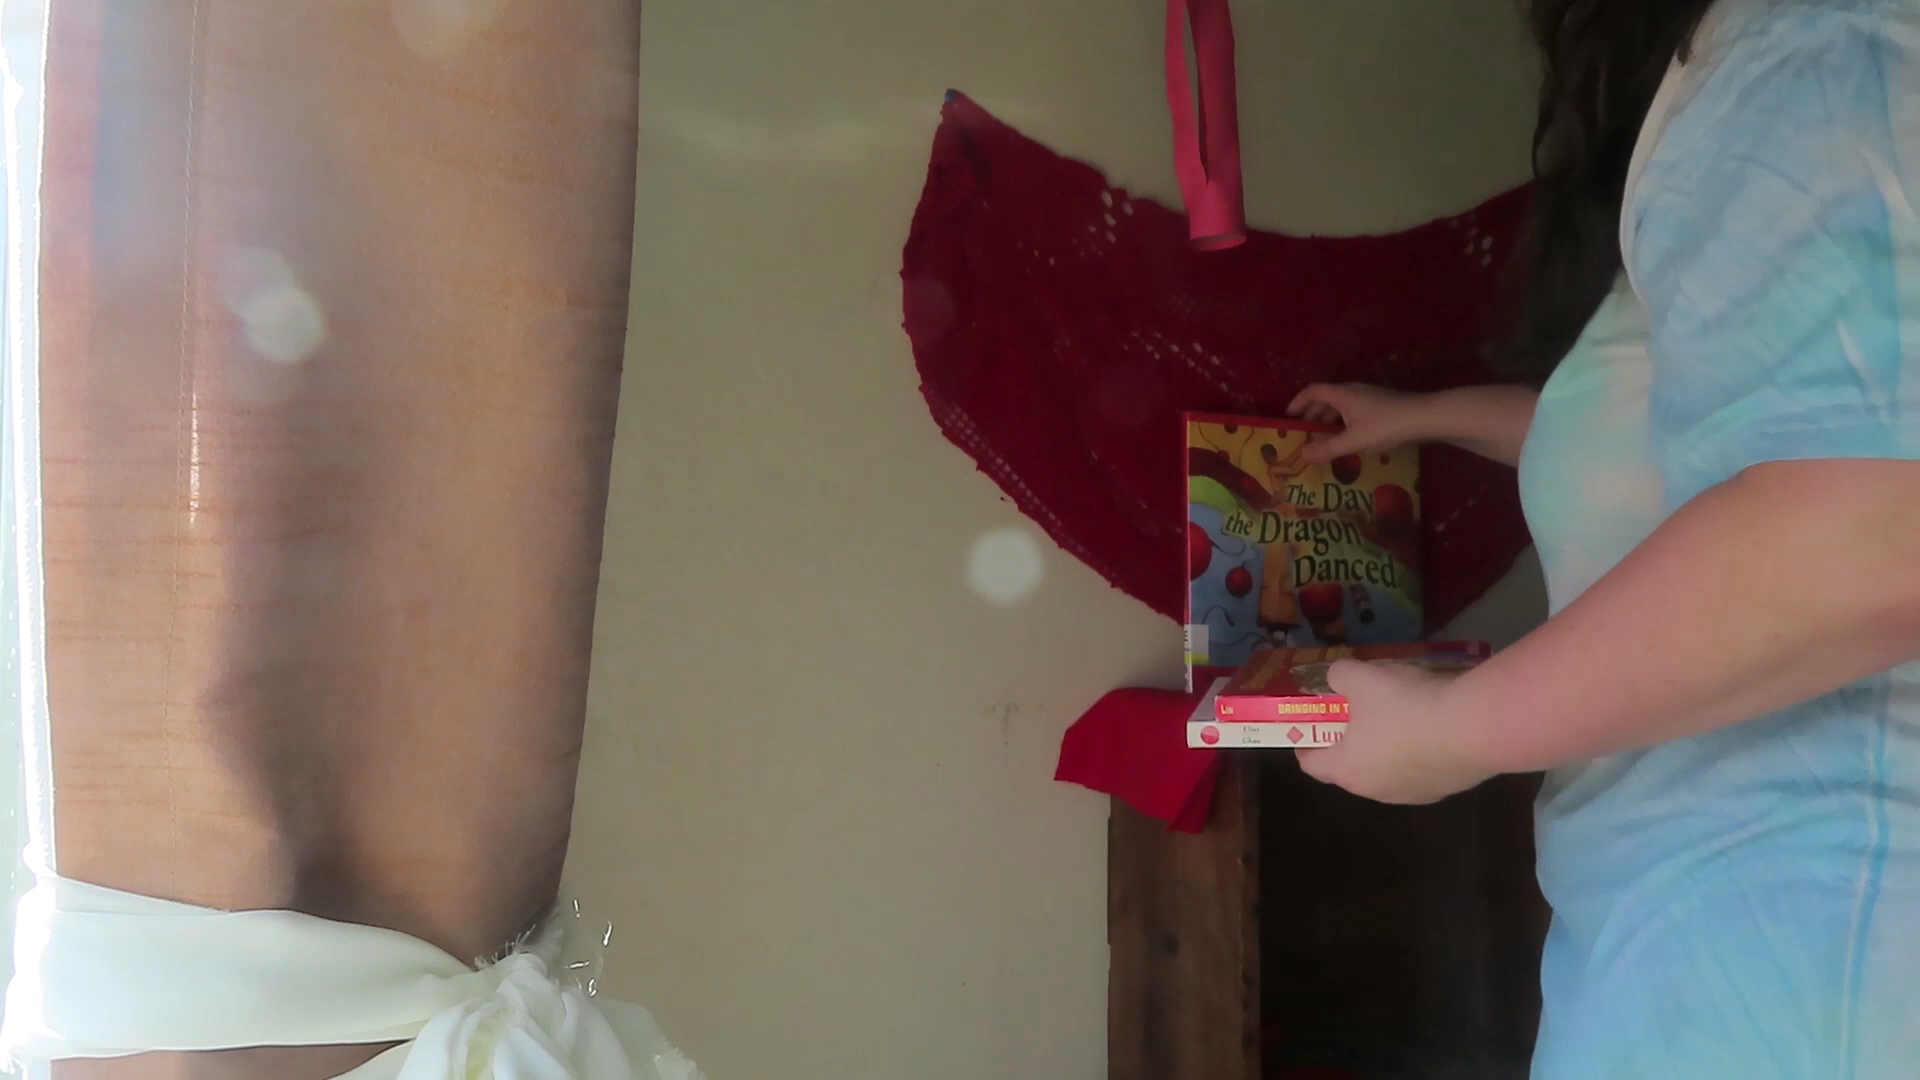 The Day
the Dragon
Danced
Lin BRINGING IN T
Lun